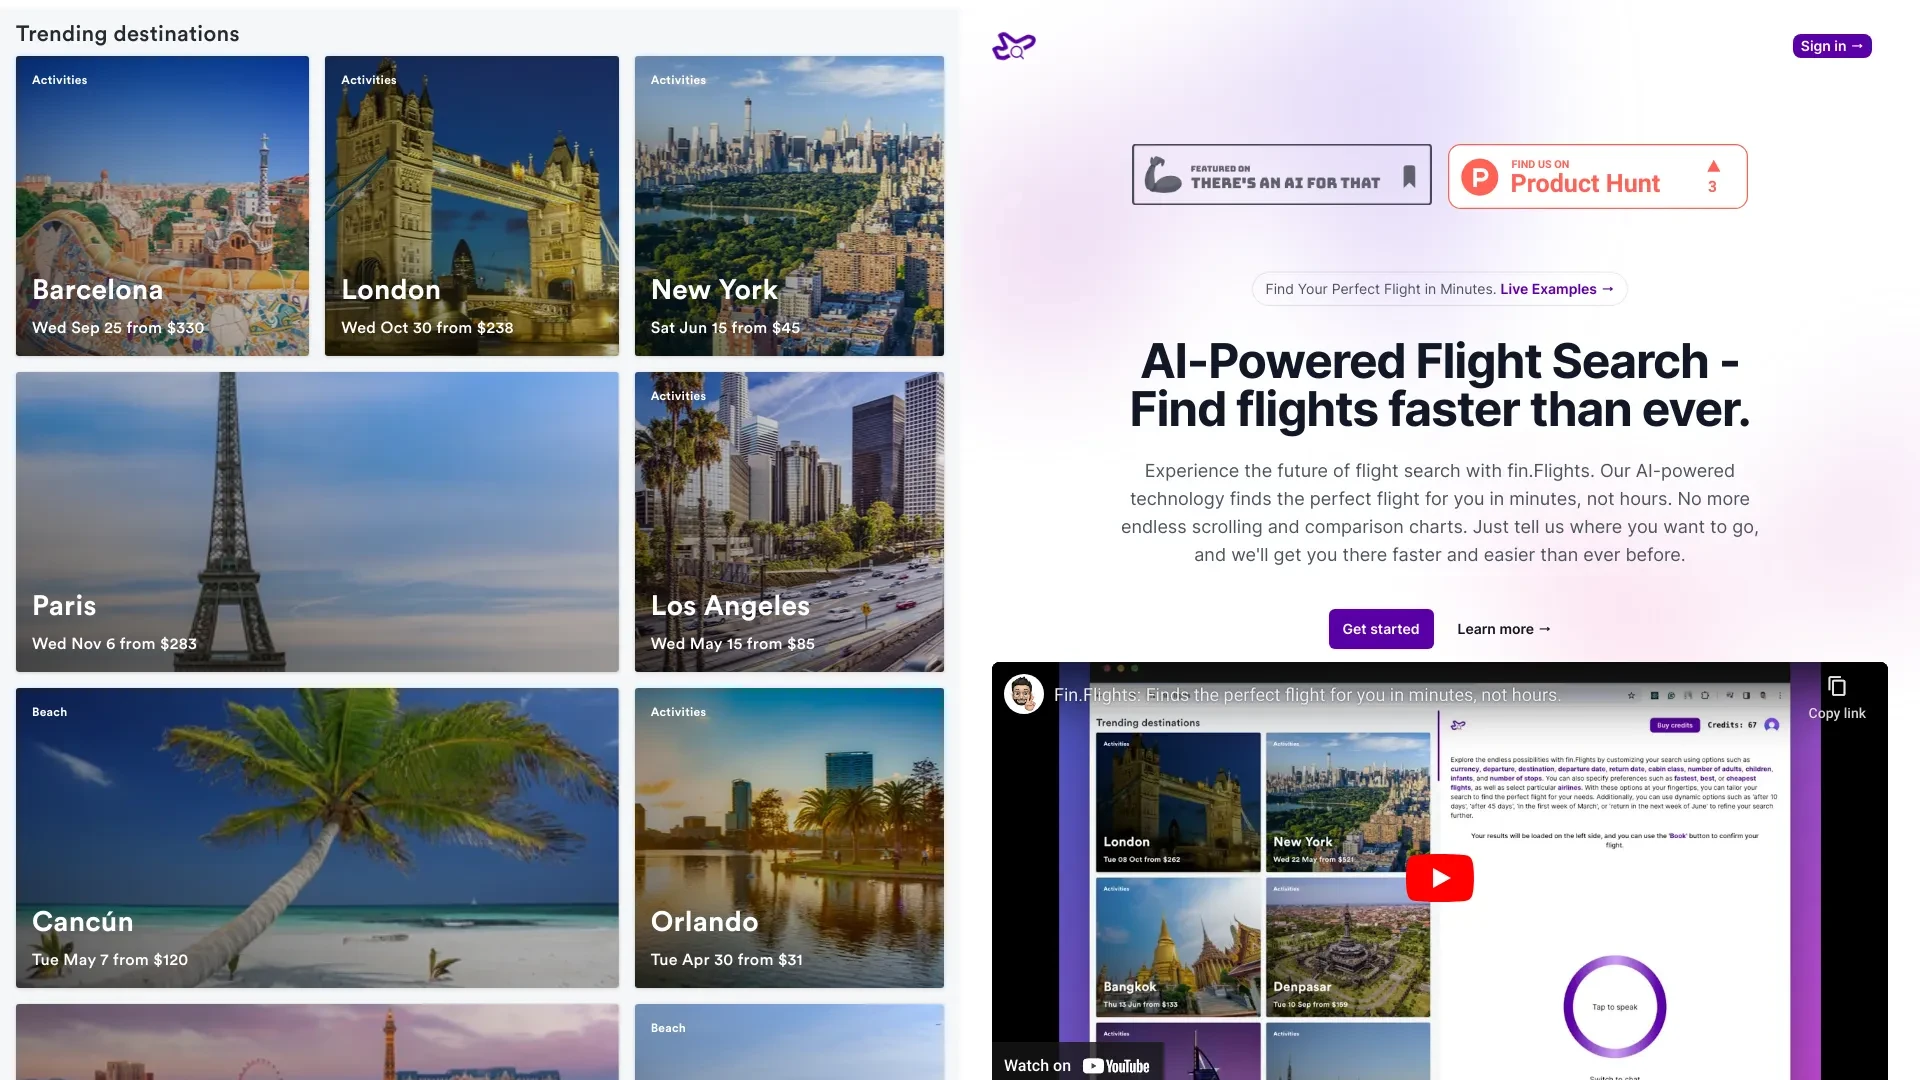 Trending destinations
Activities
Barcelona
Wed Sep 25 from $330
Activities
London
Wed Oct 30 from $238
Activities
New York
Sat Jun 15 from $45
Paris
Wed Nov 6 from $283
Activities
Los Angeles
Wed May 15 from $85
Beach
Cancún
Tue May 7 from $120
Activities
Orlando
Tue Apr 30 from $31
Beach
Sign in →
FEATURED ON
THERE'S AN AI FOR THAT
FIND US ON
Product Hunt
3
Find Your Perfect Flight in Minutes. Live Examples →
AI-Powered Flight Search -
Find flights faster than ever.
Experience the future of flight search with fin.Flights. Our AI-powered
technology finds the perfect flight for you in minutes, not hours. No more
endless scrolling and comparison charts. Just tell us where you want to go,
and we'll get you there faster and easier than ever before.
Get started
Learn more →
Fin.Flights: Finds the perfect flight for you in minutes, not hours.
Copy link
Trending destinations
Activities
London
Tue 08 Oct from $262
Activities
New York
Wed 22 May from $521
Activities
Bangkok
Thu 13 Jun from $133
Activities
Denpasar
Tue 10 Sep from $159
Activities
Activities
Buy credits
Credits: 67
Explore the endless possibilities with fin.Flights by customizing your search using options such as
currency, departure, destination, departure date, return date, cabin class, number of adults, children,
infants, and number of stops. You can also specify preferences such as fastest, best, or cheapest
flights, as well as select particular airlines. With these options at your fingertips, you can tailor your
search to find the perfect flight for your needs. Additionally, you can use dynamic options such as 'after 10
days', 'after 45 days', 'in the first week of March', or 'return in the next week of June' to refine your search
further.
Your results will be loaded on the left side, and you can use the 'Book' button to confirm your
flight.
Tap to speak
Switch to chat
Watch on YouTube